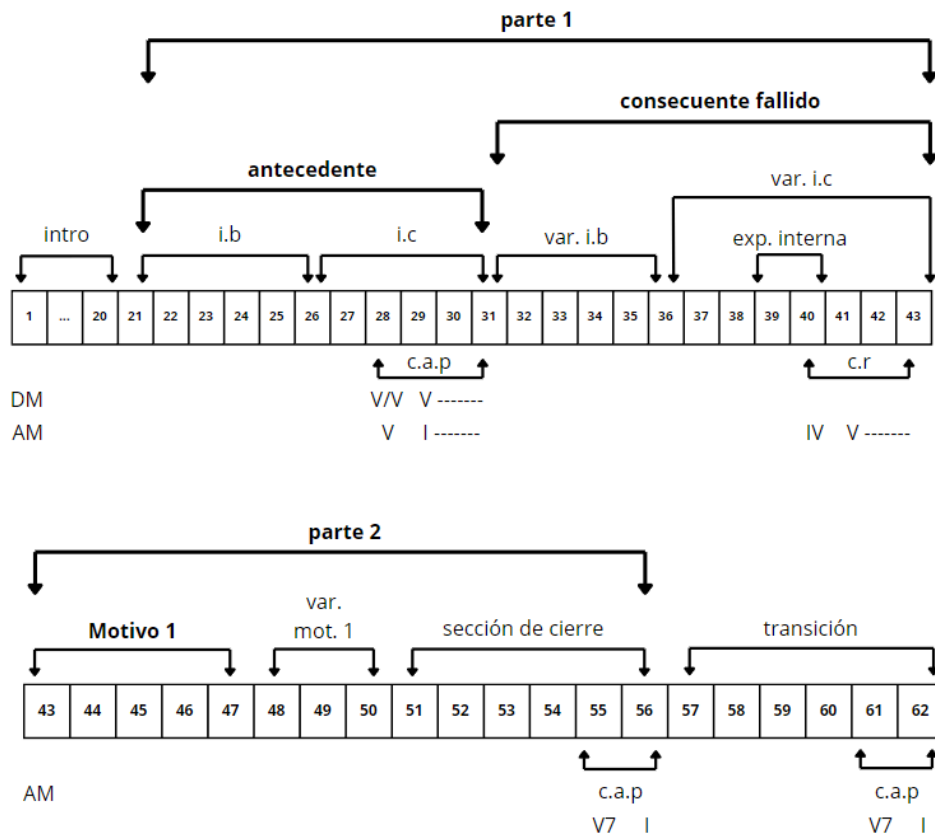 parte 1
consecuente fallido
antecedente
var. i.c
intro
i.b
i.c
var. i.b
exp. interna
1 ... 20 21 22 23 24 25 26 27 28 29 30 31 32 33 34 35 36 37 38 39 40 41 42 43
c.a.p
c.r
DM V/V V -------
AM V I ------- IV V -------
parte 2
var.
mot. 1
Motivo 1
sección de cierre
transición
43 44 45 46 47 48 49 50 51 52 53 54 55 56 57 58 59 60 61 62
AM c.a.p c.a.p
V7 I V7 I